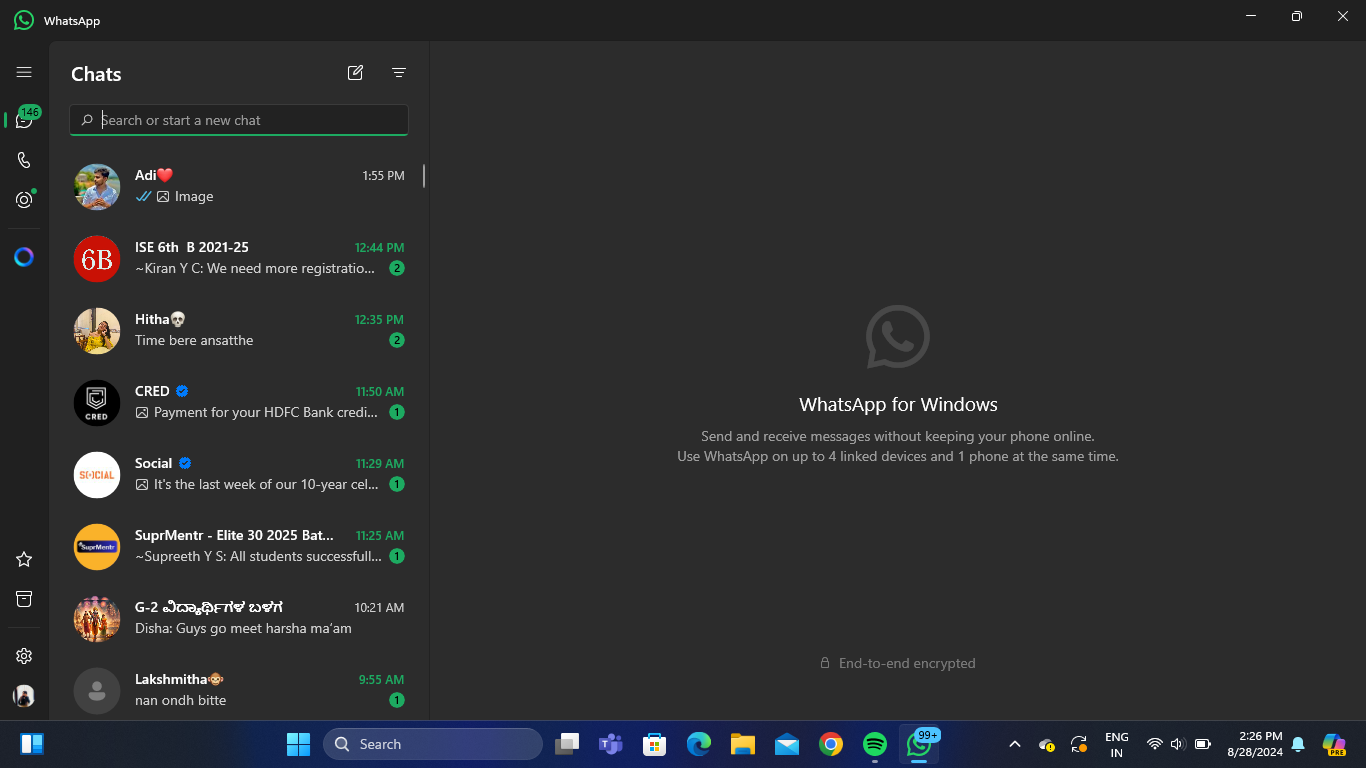 WhatsApp
Chats
146
Search or start a new chat
Adi❤️ 1:55 PM
Image
6B
ISE 6th B 2021-25 12:44 PM
~Kiran Y C: We need more registratio... 2
Hitha💀 12:35 PM
Time bere ansatthe 2
CRED
CRED 11:50 AM
Payment for your HDFC Bank credi... 1
SOCIAL
Social 11:29 AM
It's the last week of our 10-year cel... 1
SuprMentr
SuprMentr - Elite 30 2025 Bat... 11:25 AM
~Supreeth Y S: All students successfull... 1
G-2 ವಿದ್ಯಾರ್ಥಿಗಳ ಬಳಗ 10:21 AM
Disha: Guys go meet harsha ma'am
Lakshmitha🐵 9:55 AM
nan ondh bitte 1
WhatsApp for Windows
Send and receive messages without keeping your phone online.
Use WhatsApp on up to 4 linked devices and 1 phone at the same time.
End-to-end encrypted
Search
99+
ENG
IN
2:26 PM
8/28/2024
PRE